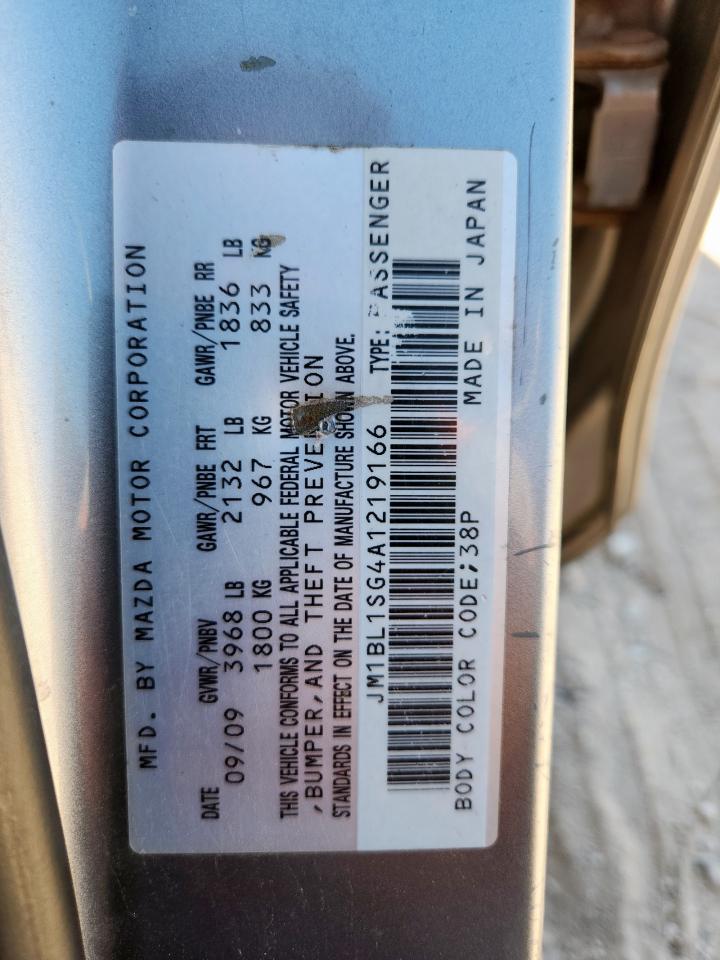 MFD. BY MAZDA MOTOR CORPORATION
DATE GVWR/PNBV GAWR/PNBE FRT GAWR/PNBE RR
09/09 3968 LB 2132 LB 1836 LB
1800 KG 967 KG 833 KG
THIS VEHICLE CONFORMS TO ALL APPLICABLE FEDERAL MOTOR VEHICLE SAFETY
,BUMPER,AND THEFT PREVENTION
STANDARDS IN EFFECT ON THE DATE OF MANUFACTURE SHOWN ABOVE.
JM1BL1SG4A1219166 TYPE: PASSENGER
BODY COLOR CODE;38P MADE IN JAPAN